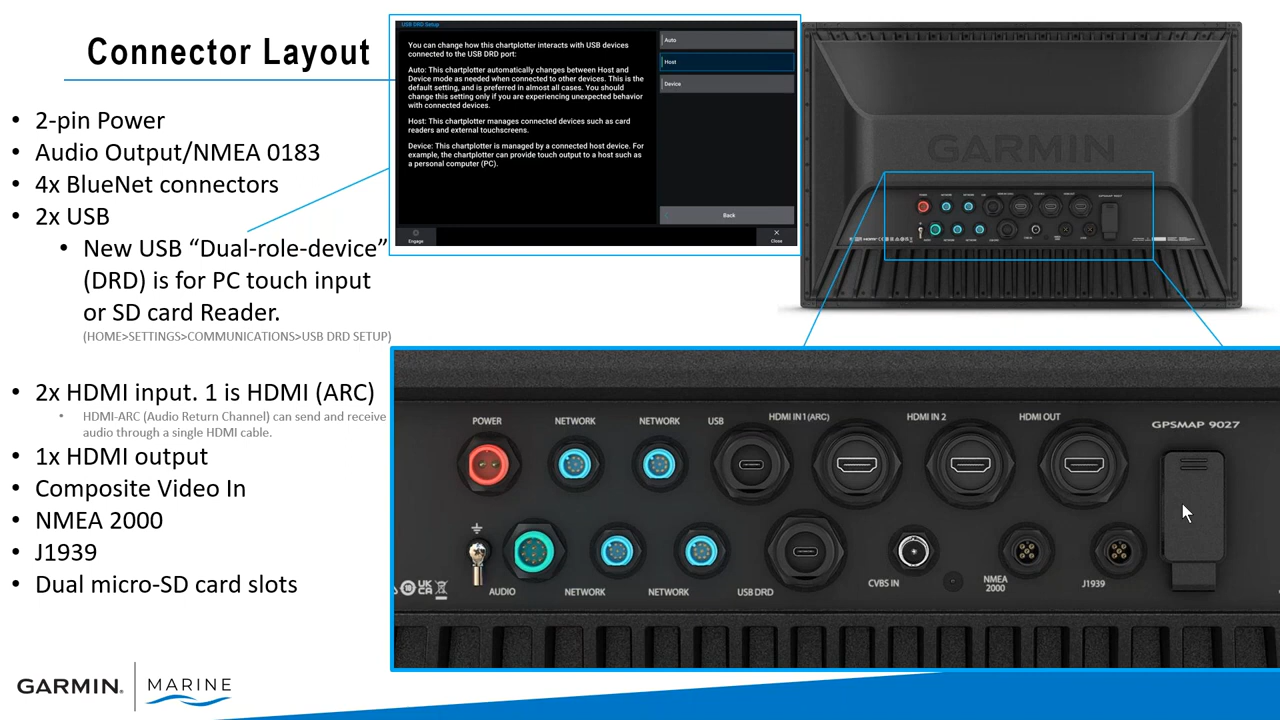 Connector Layout
• 2-pin Power
• Audio Output/NMEA 0183
• 4x BlueNet connectors
• 2x USB
• New USB “Dual-role-device”
(DRD) is for PC touch input
or SD card Reader.
(HOME>SETTINGS>COMMUNICATIONS>USB DRD SETUP)
• 2x HDMI input. 1 is HDMI (ARC)
• HDMI-ARC (Audio Return Channel) can send and receive
audio through a single HDMI cable.
• 1x HDMI output
• Composite Video In
• NMEA 2000
• J1939
• Dual micro-SD card slots
GARMIN. MARINE
USB DRD Setup
You can change how this chartplotter interacts with USB devices
connected to the USB DRD port:
Auto: This chartplotter automatically changes between Host and
Device mode as needed when connected to other devices. This is the
default setting, and is preferred in almost all cases. You should
change this setting only if you are experiencing unexpected behavior
with connected devices.
Host: This chartplotter manages connected devices such as card
readers and external touchscreens.
Device: This chartplotter is managed by a connected host device. For
example, the chartplotter can provide touch output to a host such as
a personal computer (PC).
Auto
Host
Device
Back
Engage
Close
GARMIN
POWER NETWORK NETWORK USB HDMI IN 1 (ARC) HDMI IN 2 HDMI OUT GPSMAP 9027
UK
CA
AUDIO NETWORK NETWORK USB DRD CVBS IN NMEA
2000 J1939